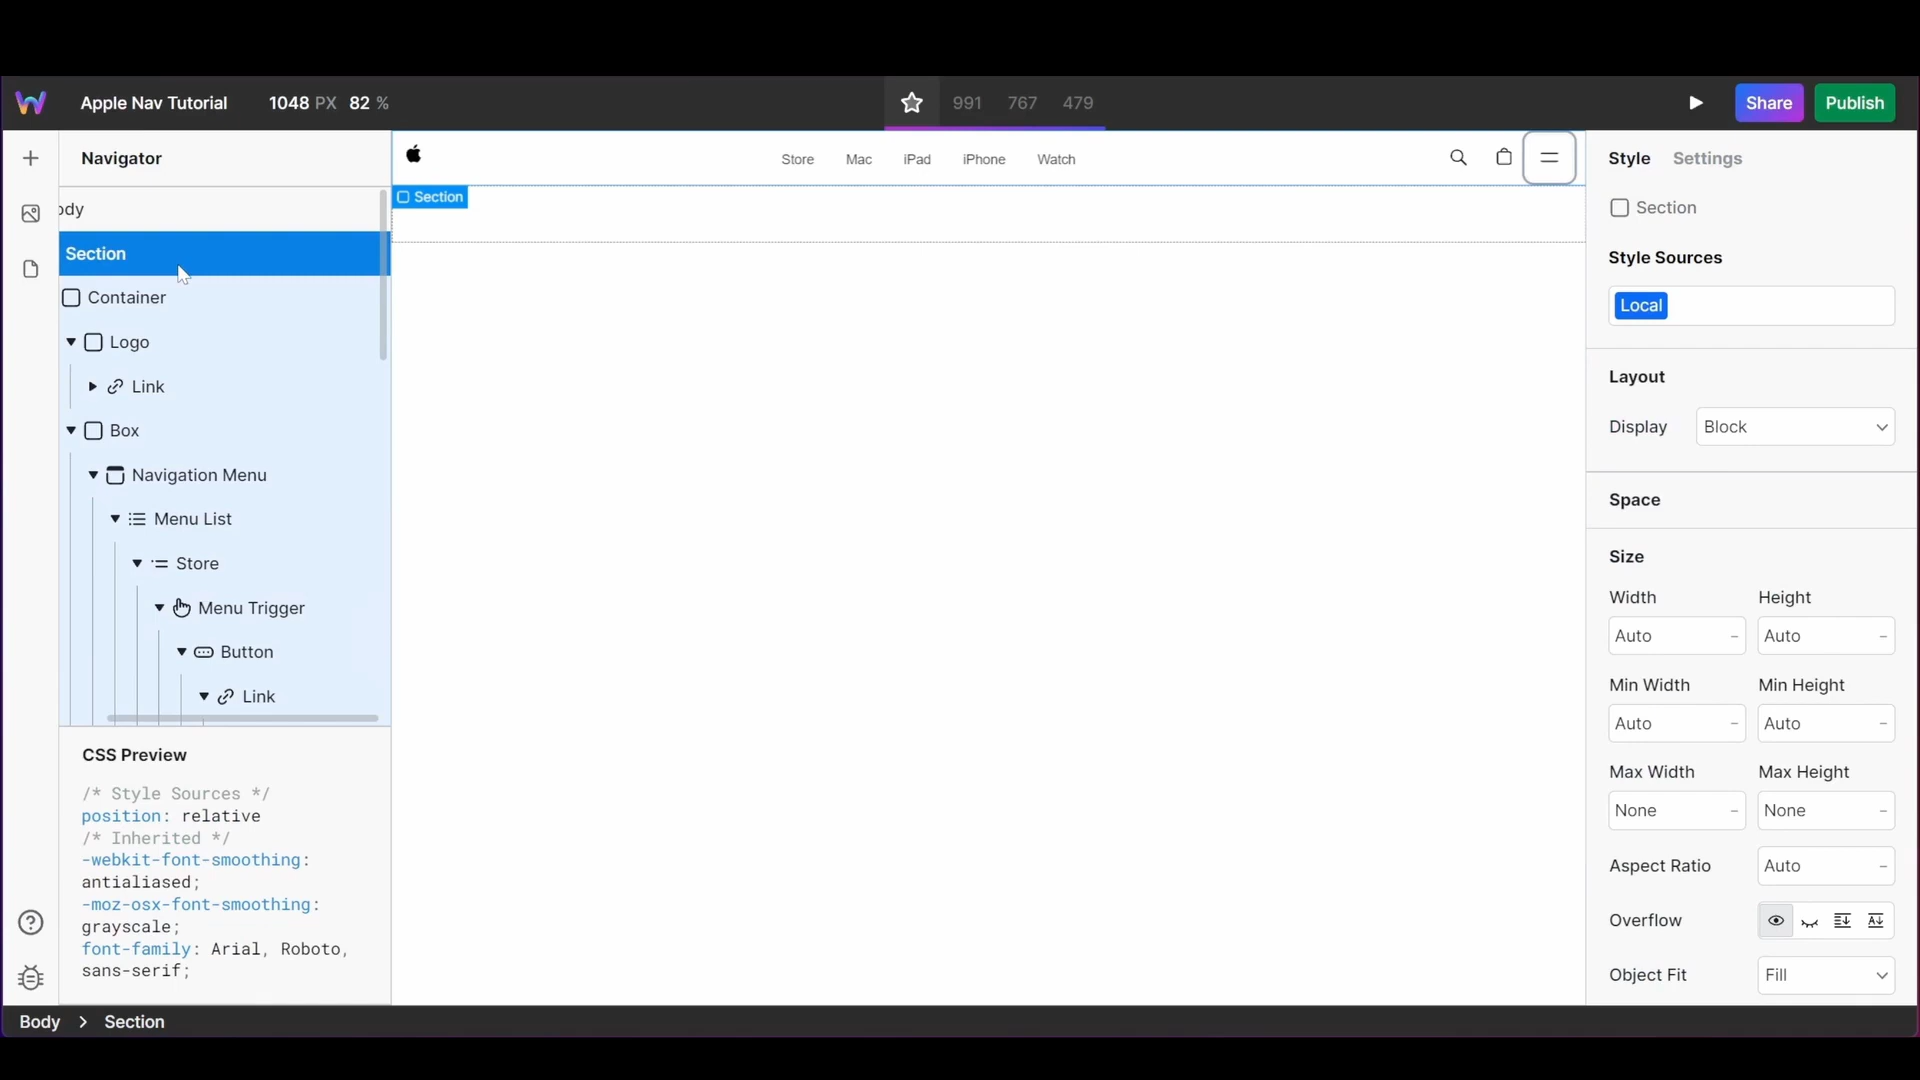 Apple Nav Tutorial 1048 PX 82 % 991 767 479 Share Publish
Navigator
ody
Section
Container
Logo
Link
Box
Navigation Menu
Menu List
Store
Menu Trigger
Button
Link
CSS Preview
/* Style Sources */
position: relative
/* Inherited */
-webkit-font-smoothing:
antialiased;
-moz-osx-font-smoothing:
grayscale;
font-family: Arial, Roboto,
sans-serif;
Store Mac iPad iPhone Watch
Section
Style Settings
Section
Style Sources
Local
Layout
Display Block
Space
Size
Width Height
Auto – Auto –
Min Width Min Height
Auto – Auto –
Max Width Max Height
None – None –
Aspect Ratio Auto –
Overflow
Object Fit Fill
Body > Section